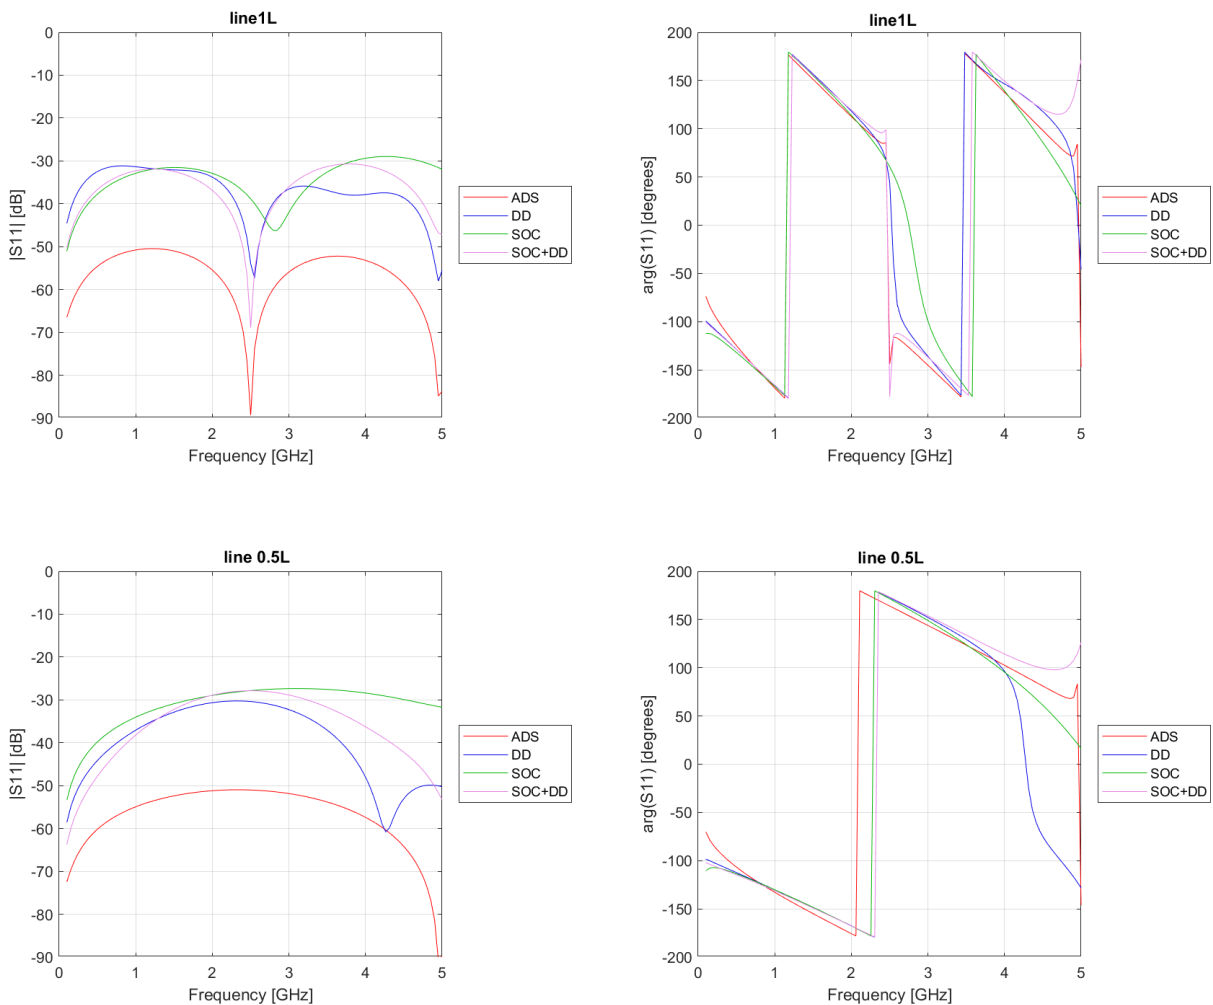 line1L
0
-10
-20
-30
-40
-50
-60
-70
-80
-90
|S11| [dB]
0 1 2 3 4 5
Frequency [GHz]
ADS
DD
SOC
SOC+DD
line1L
200
150
100
50
0
-50
-100
-150
-200
arg(S11) [degrees]
0 1 2 3 4 5
Frequency [GHz]
ADS
DD
SOC
SOC+DD
line 0.5L
0
-10
-20
-30
-40
-50
-60
-70
-80
-90
|S11| [dB]
0 1 2 3 4 5
Frequency [GHz]
ADS
DD
SOC
SOC+DD
line 0.5L
200
150
100
50
0
-50
-100
-150
-200
arg(S11) [degrees]
0 1 2 3 4 5
Frequency [GHz]
ADS
DD
SOC
SOC+DD